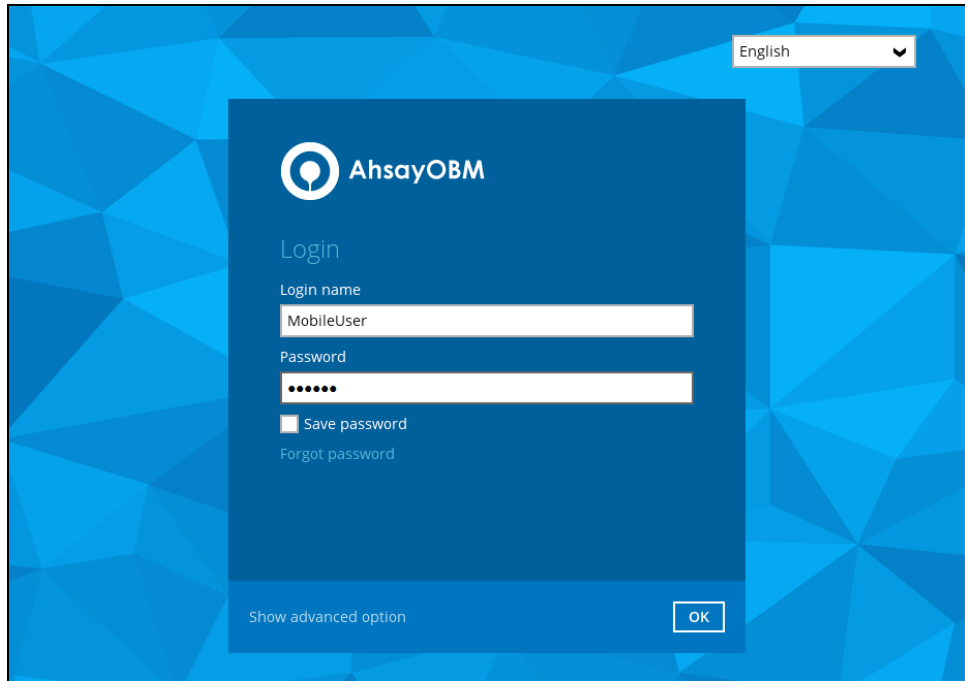 English
AhsayOBM
Login
Login name
MobileUser
Password
••••••
Save password
Forgot password
Show advanced option
OK